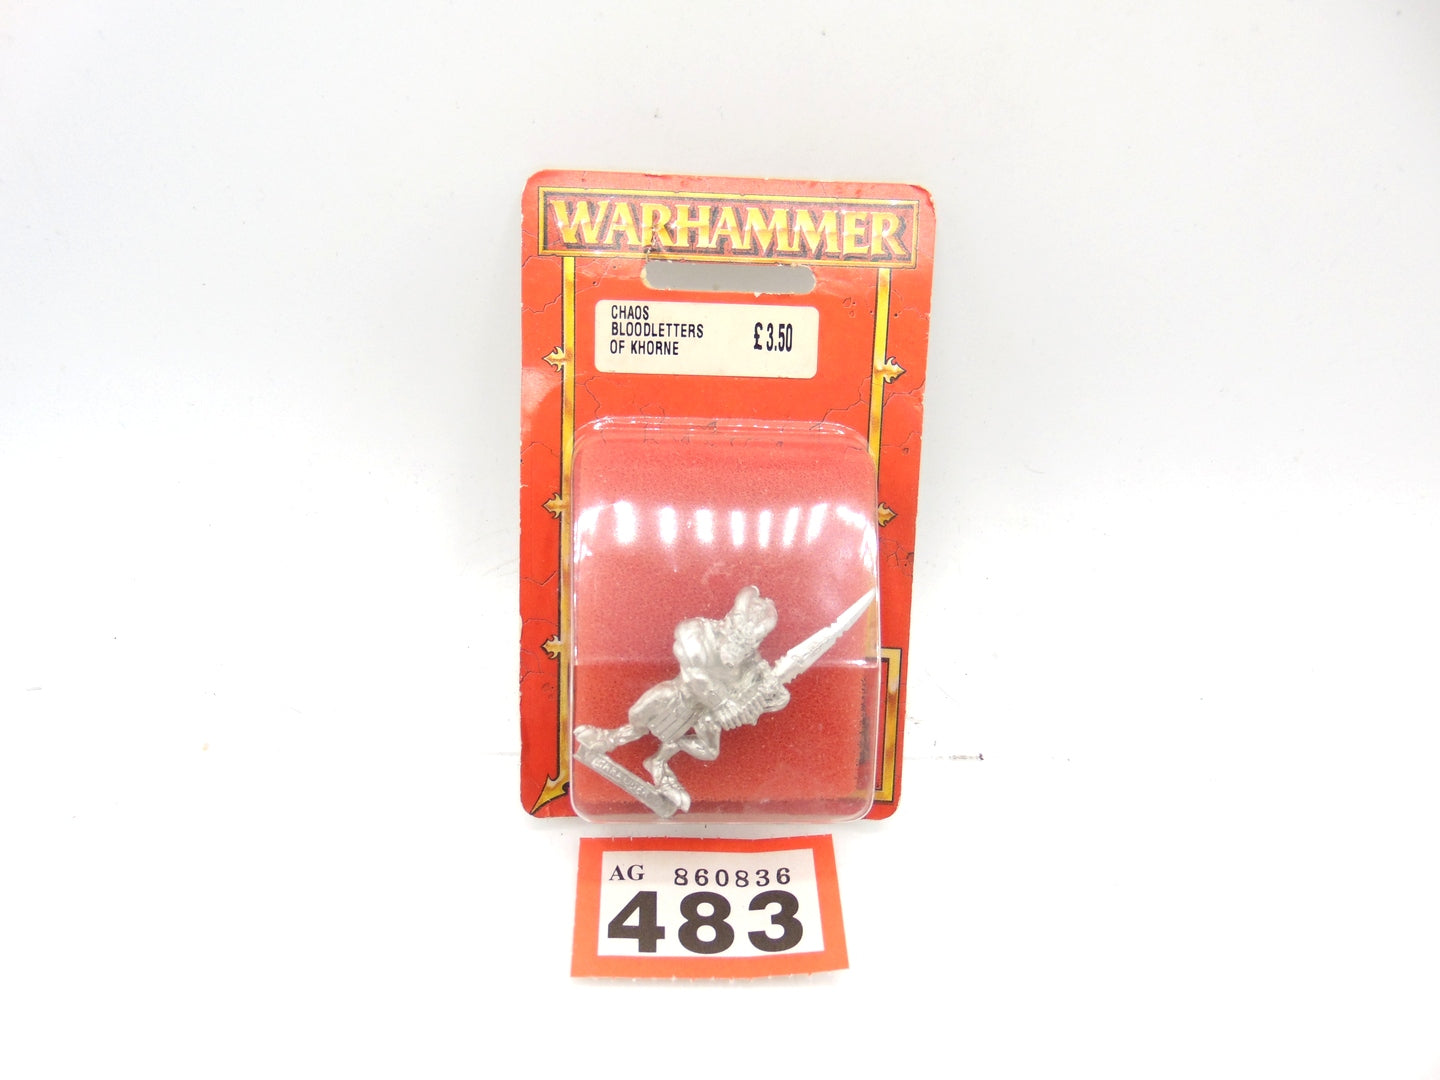 WARHAMMER
CHAOS
BLOODLETTERS
OF KHORNE
£3.50
AG 860836
483